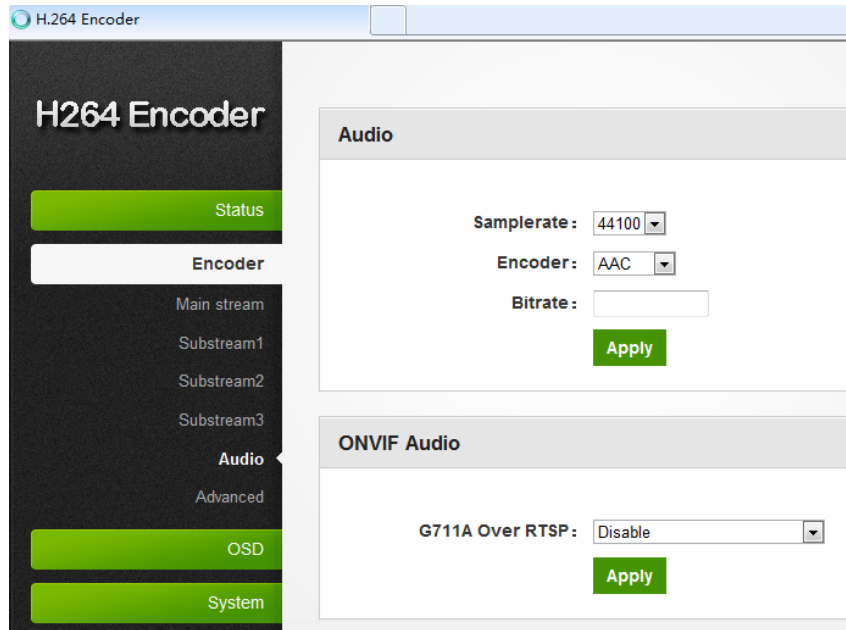 H.264 Encoder
H264 Encoder
Status
Encoder
Main stream
Substream1
Substream2
Substream3
Audio
Advanced
OSD
System
Audio
Samplerate： 44100
Encoder： AAC
Bitrate：
Apply
ONVIF Audio
G711A Over RTSP： Disable
Apply